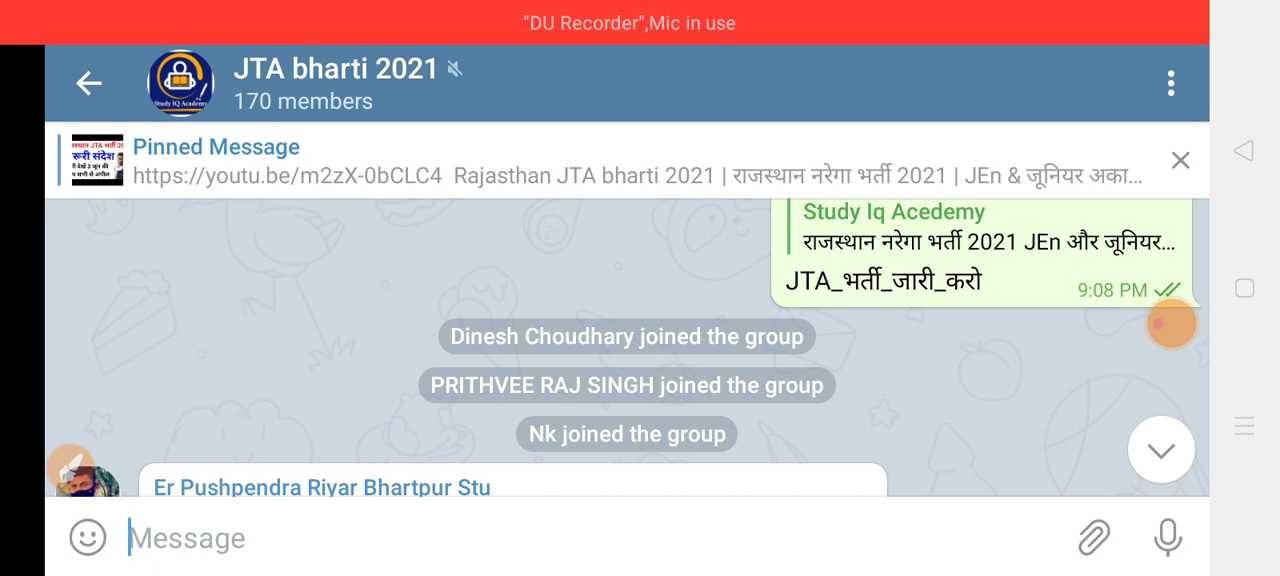 "DU Recorder",Mic in use
JTA bharti 2021
170 members
Study IQ Academy
Pinned Message
https://youtu.be/m2zX-0bCLC4 Rajasthan JTA bharti 2021 | राजस्थान नरेगा भर्ती 2021 | JEn & जूनियर अका...
Study Iq Acedemy
राजस्थान नरेगा भर्ती 2021 JEn और जूनियर...
JTA_भर्ती_जारी_करो
9:08 PM
Dinesh Choudhary joined the group
PRITHVEE RAJ SINGH joined the group
Nk joined the group
Er Pushpendra Riyar Bhartpur Stu
Message